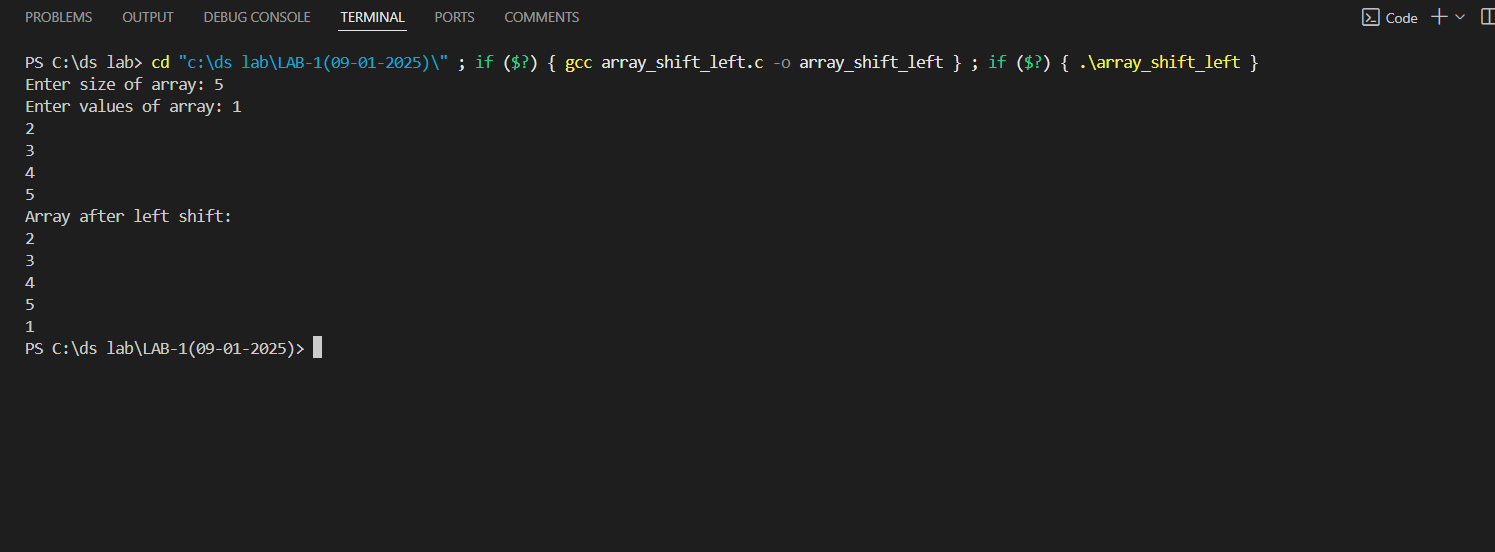 PROBLEMS OUTPUT DEBUG CONSOLE TERMINAL PORTS COMMENTS Code
PS C:\ds lab> cd "c:\ds lab\LAB-1(09-01-2025)\" ; if ($?) { gcc array_shift_left.c -o array_shift_left } ; if ($?) { .\array_shift_left }
Enter size of array: 5
Enter values of array: 1
2
3
4
5
Array after left shift:
2
3
4
5
1
PS C:\ds lab\LAB-1(09-01-2025)>